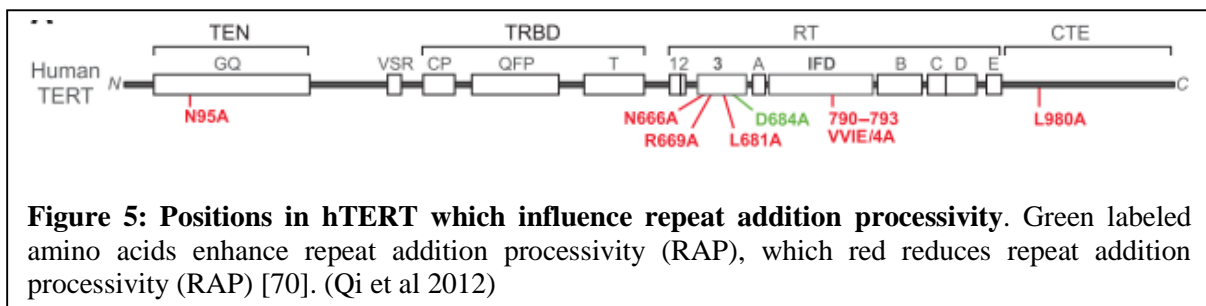 TEN TRBD RT CTE
GQ VSR CP QFP T 12 3 A IFD B C D E
Human
TERT N C
N95A N666A D684A 790–793 L980A
R669A L681A VVIE/4A
Figure 5: Positions in hTERT which influence repeat addition processivity. Green labeled
amino acids enhance repeat addition processivity (RAP), which red reduces repeat addition
processivity (RAP) [70]. (Qi et al 2012)